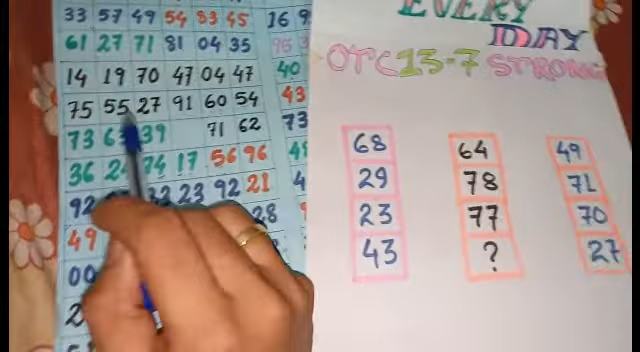 33 57 49 54 83 45 16
61 27 71 81 04 35
14 19 70 47 04 47 40
75 55 27 91 60 54 43
73 39 71 62 73
36 74 17 56 96
92 23 92 21
49 28
00
EVERY
DAY
OTC 13-7 STRONG
68 64 49
29 78 71
23 77 70
43 ? 27